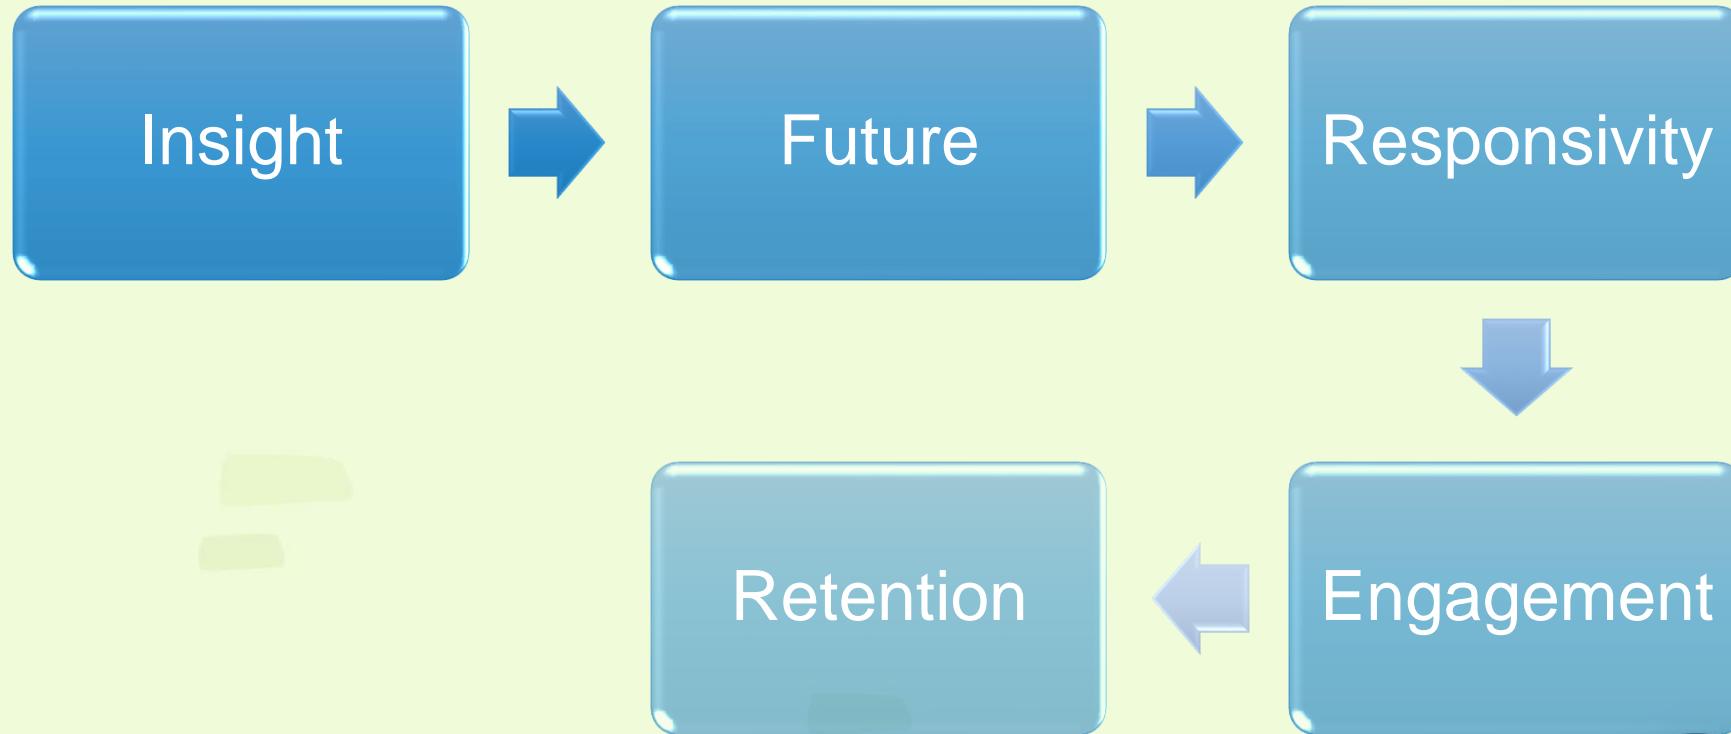 Insight
Future
Responsivity
Engagement
Retention